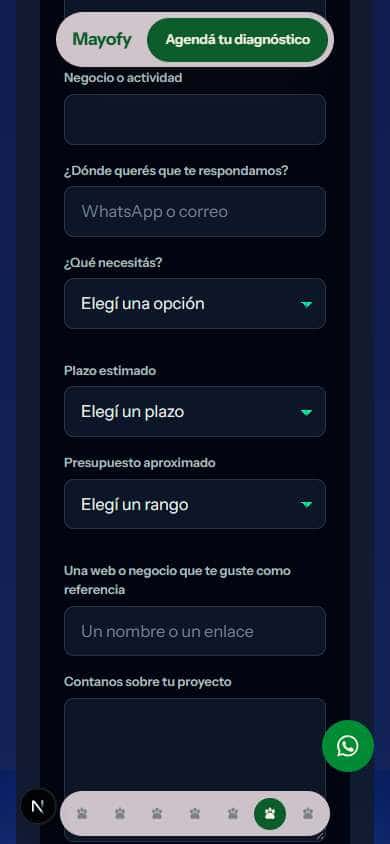 Mayofy
Agendá tu diagnóstico
Negocio o actividad
¿Dónde querés que te respondamos?
WhatsApp o correo
¿Qué necesitás?
Elegí una opción
Plazo estimado
Elegí un plazo
Presupuesto aproximado
Elegí un rango
Una web o negocio que te guste como
referencia
Un nombre o un enlace
Contanos sobre tu proyecto
N